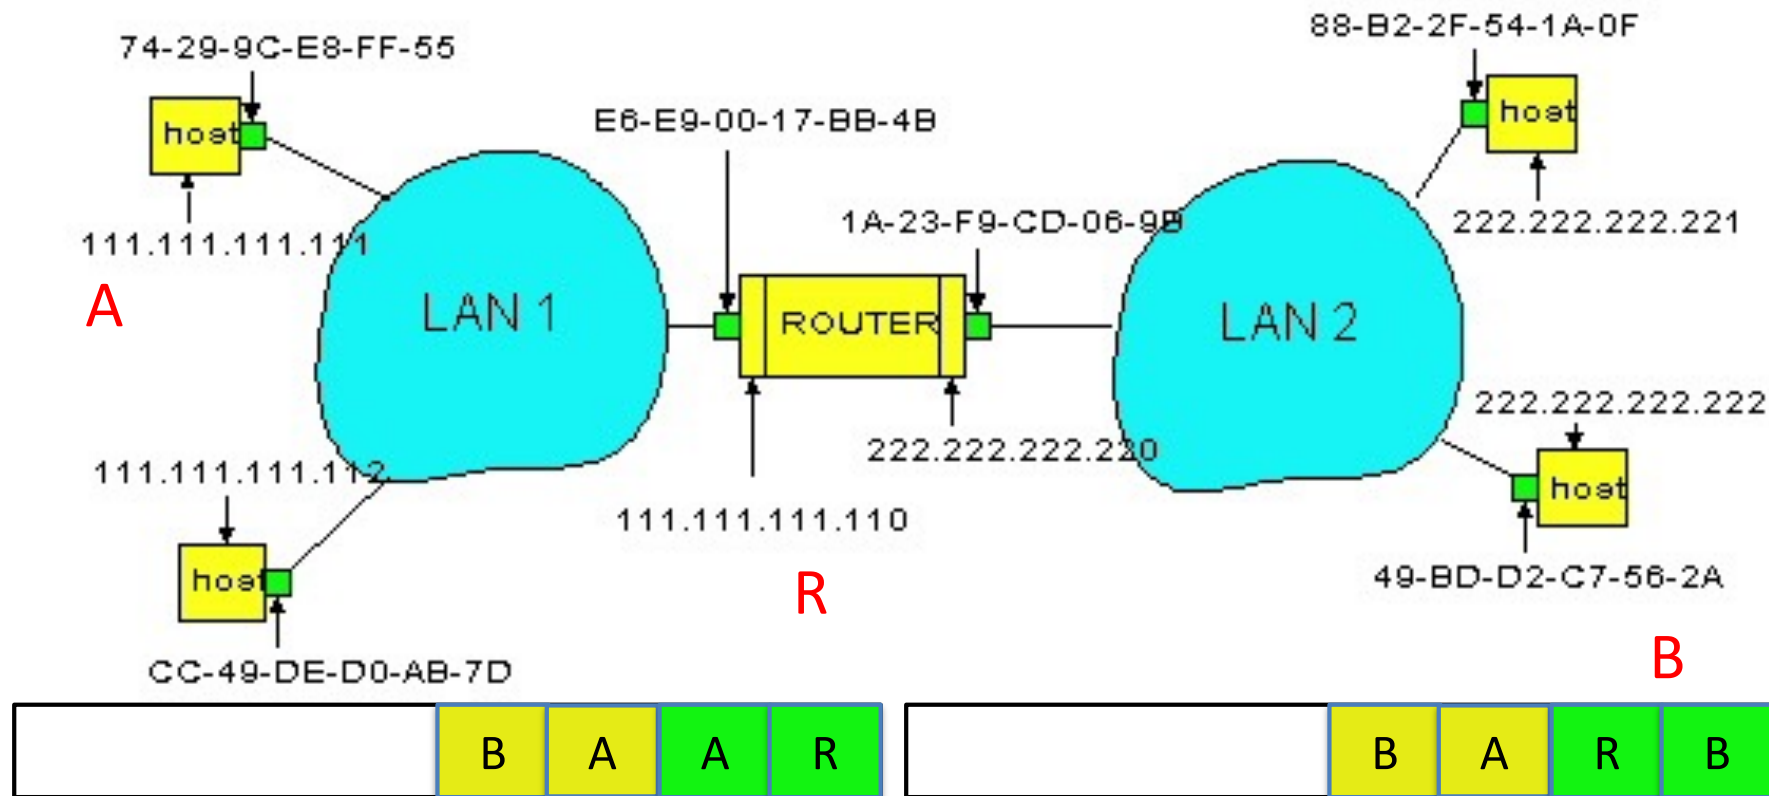 88-B2-2F-54-1A-0F
74-29-9C-E8-FF-55
host
E6-E9-00-17-BB-4B
host
1A-23-F9-CD-06-9B
222.222.222.221
111.111.111.111
A
LAN 1
ROUTER
LAN 2
222.222.222.222
222.222.222.220
111.111.111.112
host
111.111.111.110
49-BD-D2-C7-56-2A
host
R
CC-49-DE-D0-AB-7D
B
B A A R
B A R B